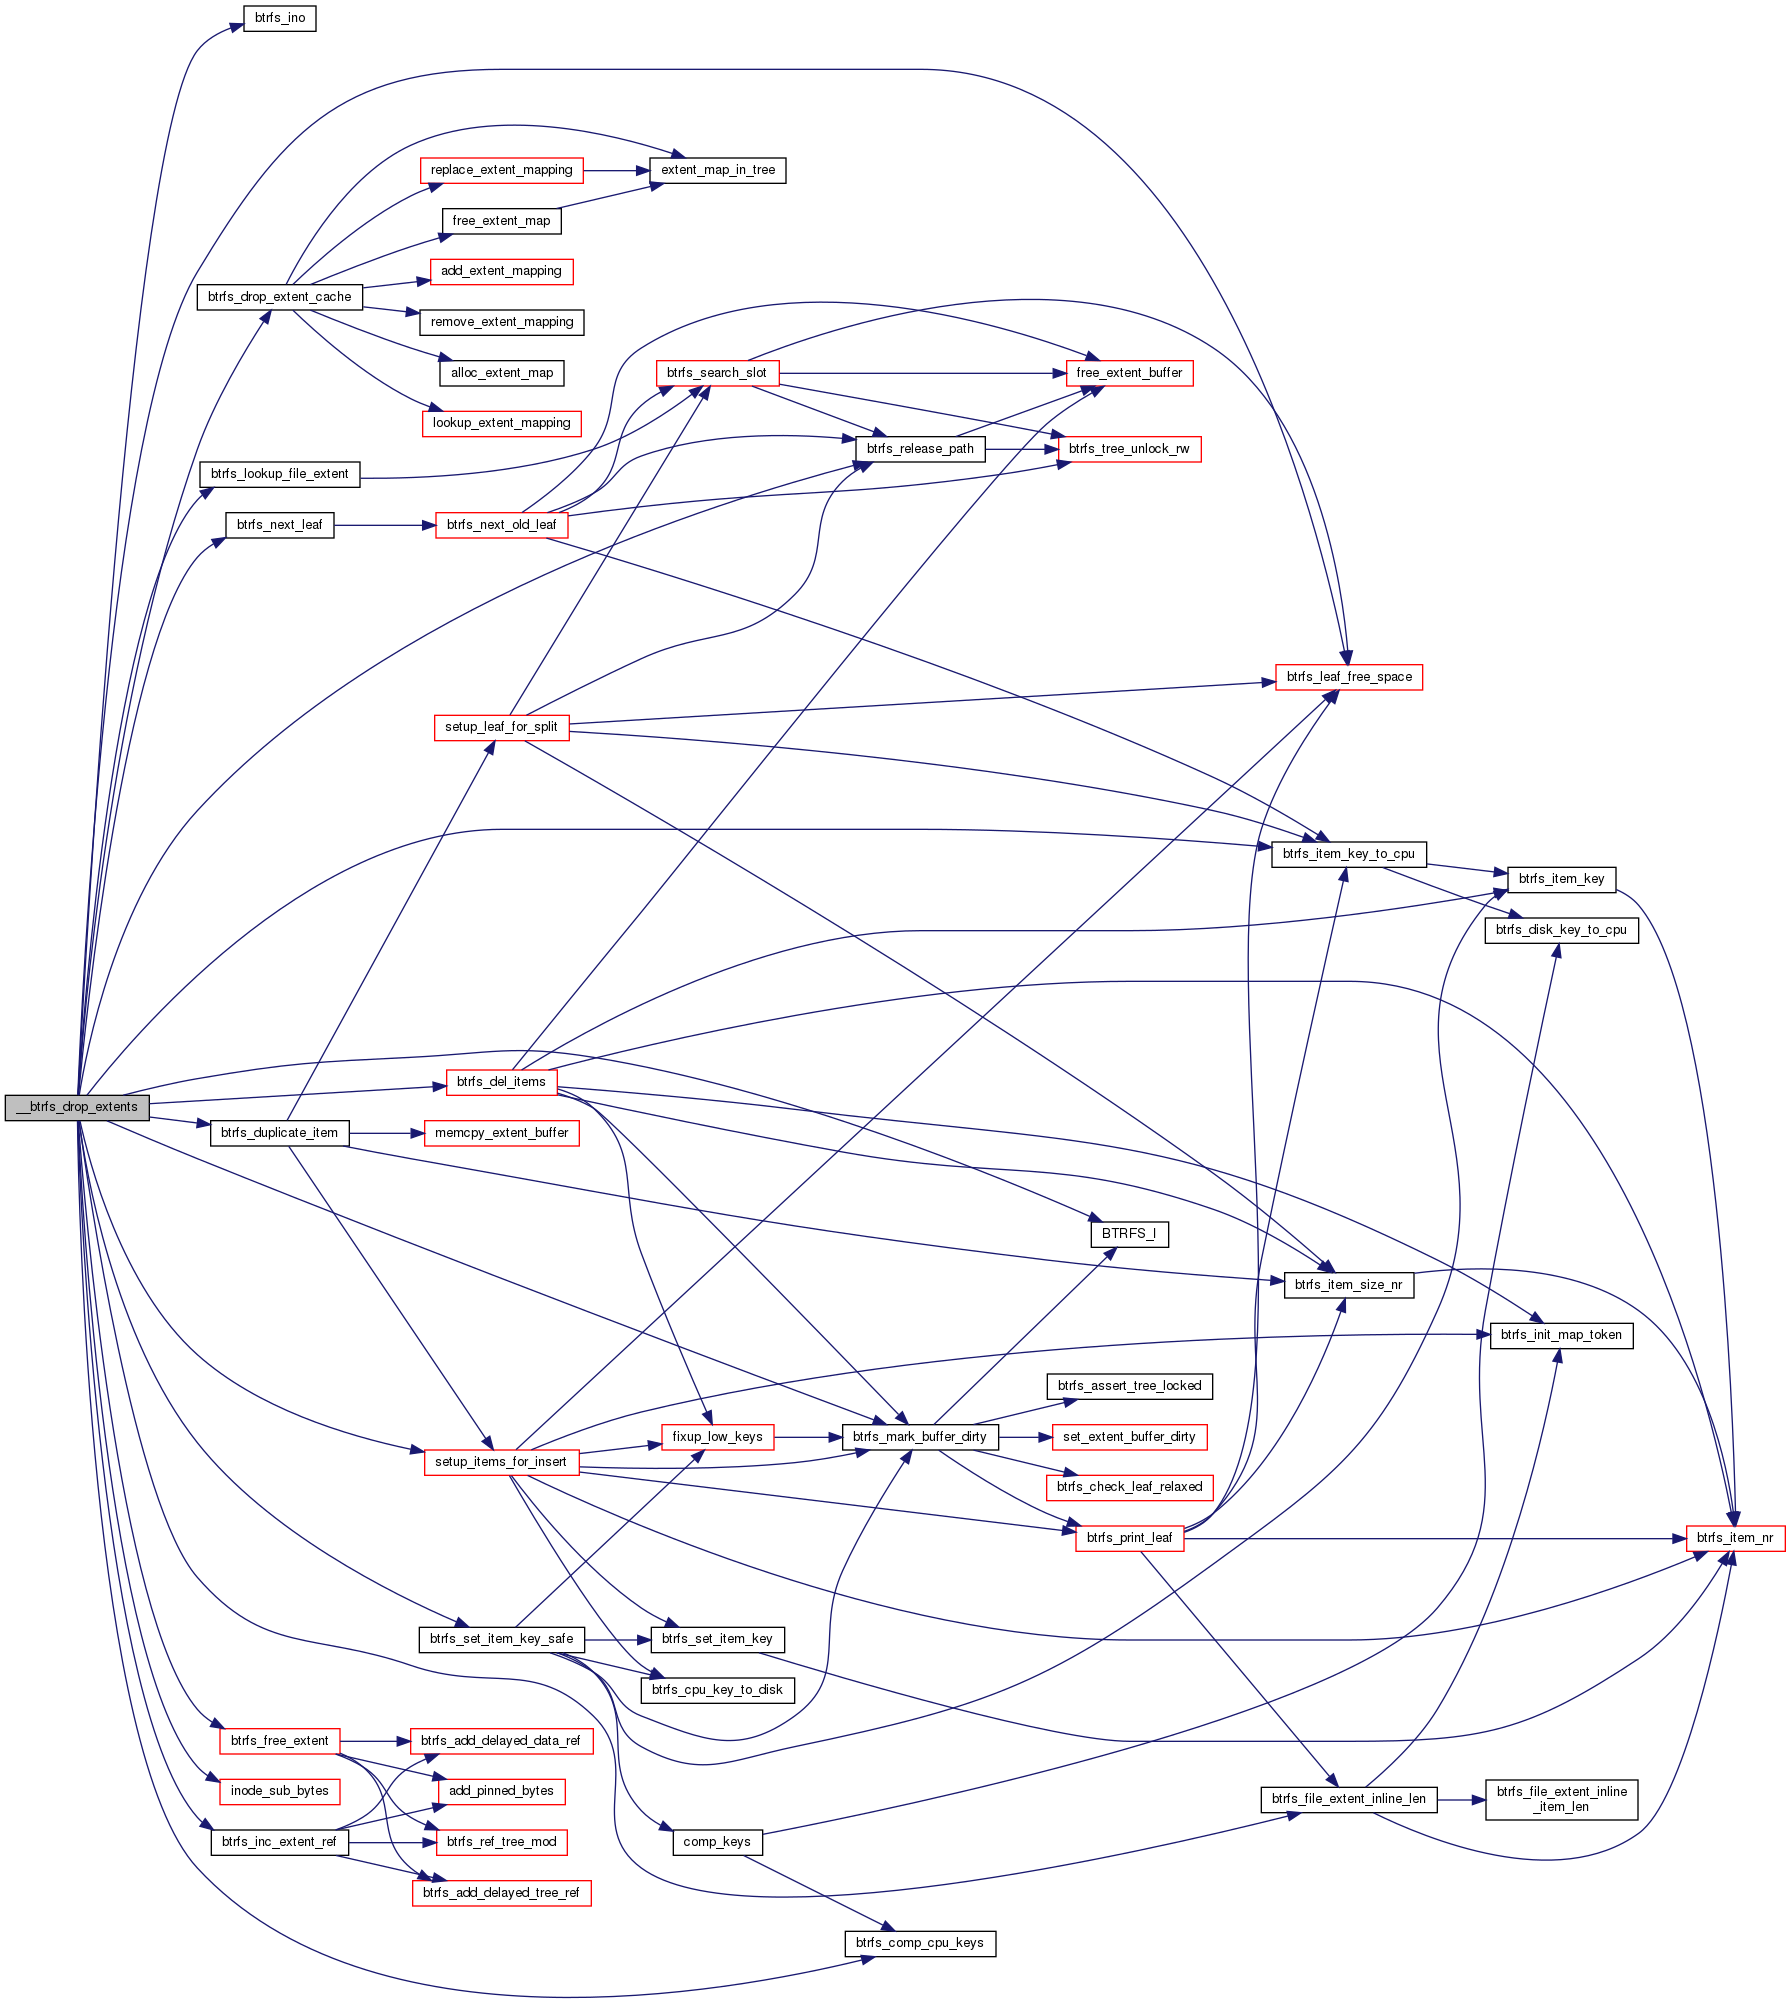 btrfs_ino
replace_extent_mapping
extent_map_in_tree
free_extent_map
add_extent_mapping
btrfs_drop_extent_cache
remove_extent_mapping
alloc_extent_map
btrfs_search_slot
free_extent_buffer
lookup_extent_mapping
btrfs_release_path
btrfs_tree_unlock_rw
btrfs_lookup_file_extent
btrfs_next_leaf
btrfs_next_old_leaf
btrfs_leaf_free_space
setup_leaf_for_split
btrfs_item_key_to_cpu
btrfs_item_key
btrfs_disk_key_to_cpu
btrfs_del_items
__btrfs_drop_extents
btrfs_duplicate_item
memcpy_extent_buffer
BTRFS_I
btrfs_item_size_nr
btrfs_init_map_token
btrfs_assert_tree_locked
fixup_low_keys
btrfs_mark_buffer_dirty
set_extent_buffer_dirty
setup_items_for_insert
btrfs_check_leaf_relaxed
btrfs_print_leaf
btrfs_item_nr
btrfs_set_item_key_safe
btrfs_set_item_key
btrfs_cpu_key_to_disk
btrfs_free_extent
btrfs_add_delayed_data_ref
inode_sub_bytes
add_pinned_bytes
btrfs_file_extent_inline_len
btrfs_file_extent_inline
_item_len
btrfs_inc_extent_ref
btrfs_ref_tree_mod
comp_keys
btrfs_add_delayed_tree_ref
btrfs_comp_cpu_keys